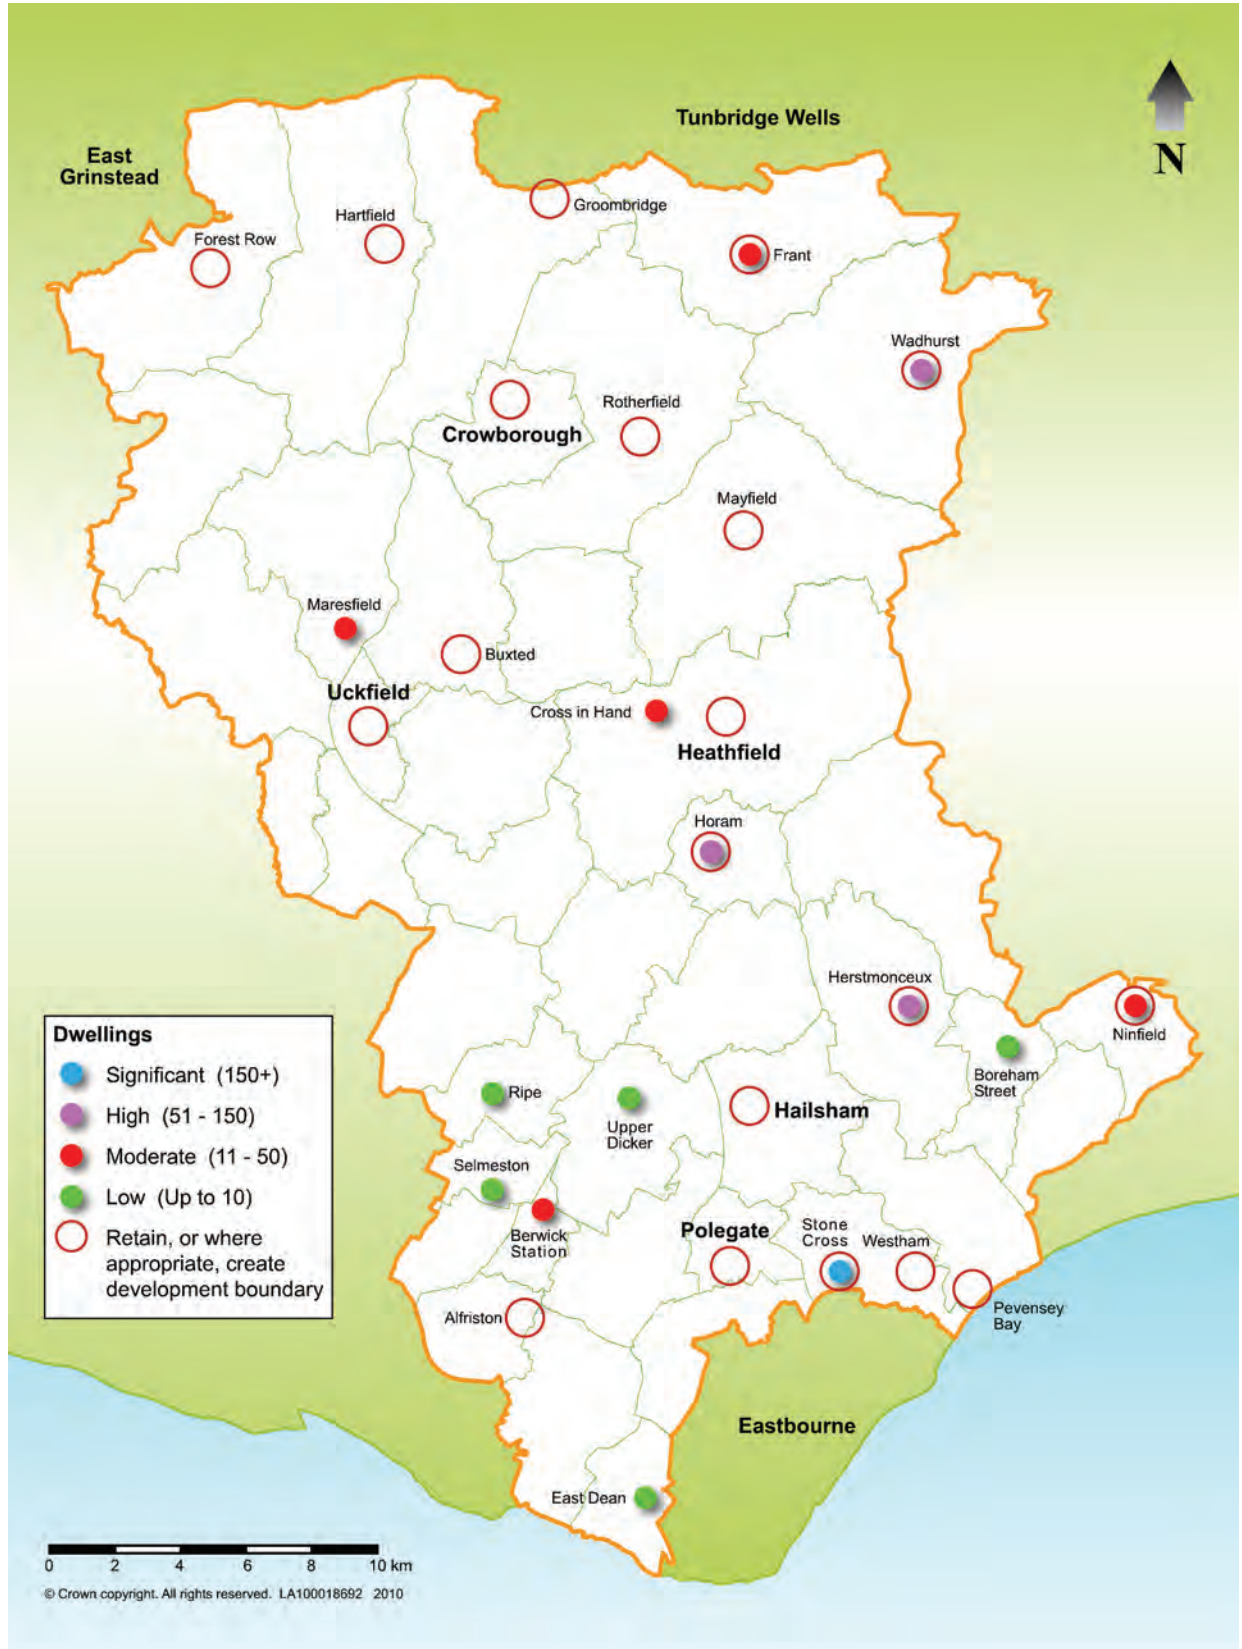 Tunbridge Wells
N
East
Grinstead
Groombridge
Hartfield
Forest Row
Frant
Wadhurst
Rotherfield
Crowborough
Mayfield
Maresfield
Buxted
Uckfield
Cross in Hand
Heathfield
Horam
Herstmonceux
Ninfield
Boreham
Street
Ripe
Upper
Dicker
Hailsham
Selmeston
Berwick
Station
Polegate
Stone
Cross
Westham
Pevensey
Bay
Alfriston
Eastbourne
East Dean
Dwellings
Significant (150+)
High (51 - 150)
Moderate (11 - 50)
Low (Up to 10)
Retain, or where
appropriate, create
development boundary
0 2 4 6 8 10 km
© Crown copyright. All rights reserved. LA100018692 2010